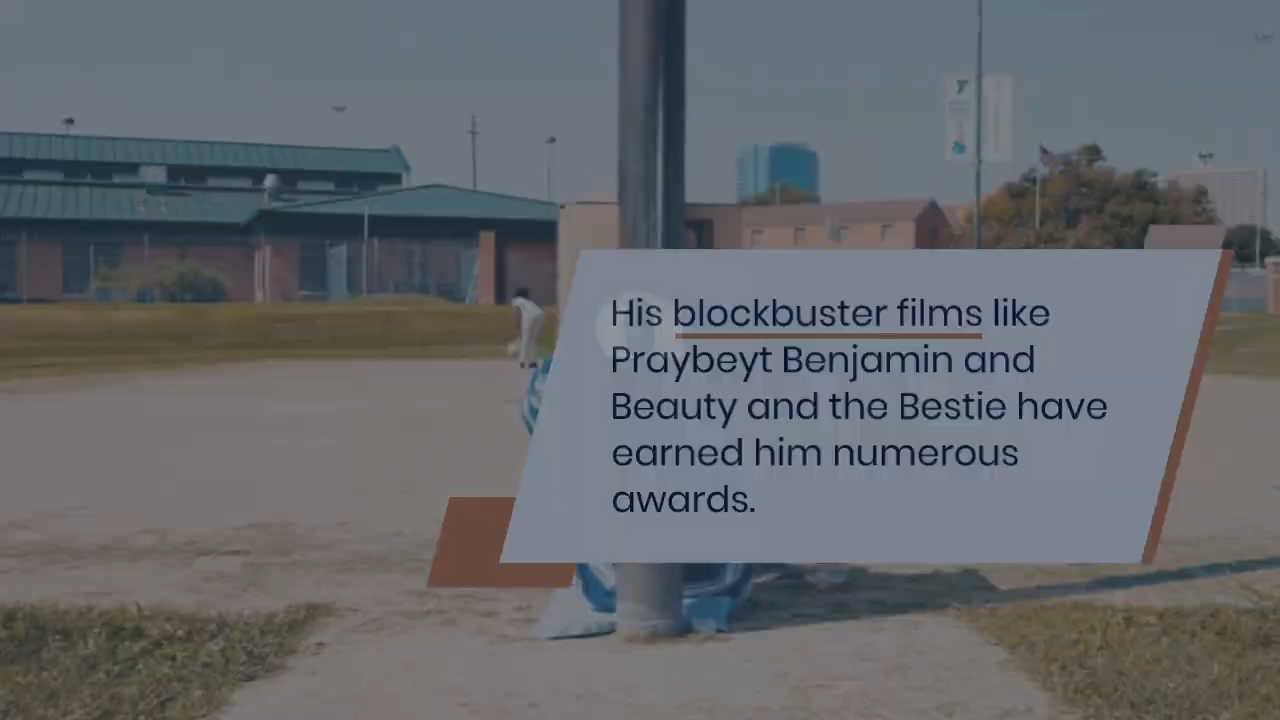 His blockbuster films like
Praybeyt Benjamin and
Beauty and the Bestie have
earned him numerous
awards.